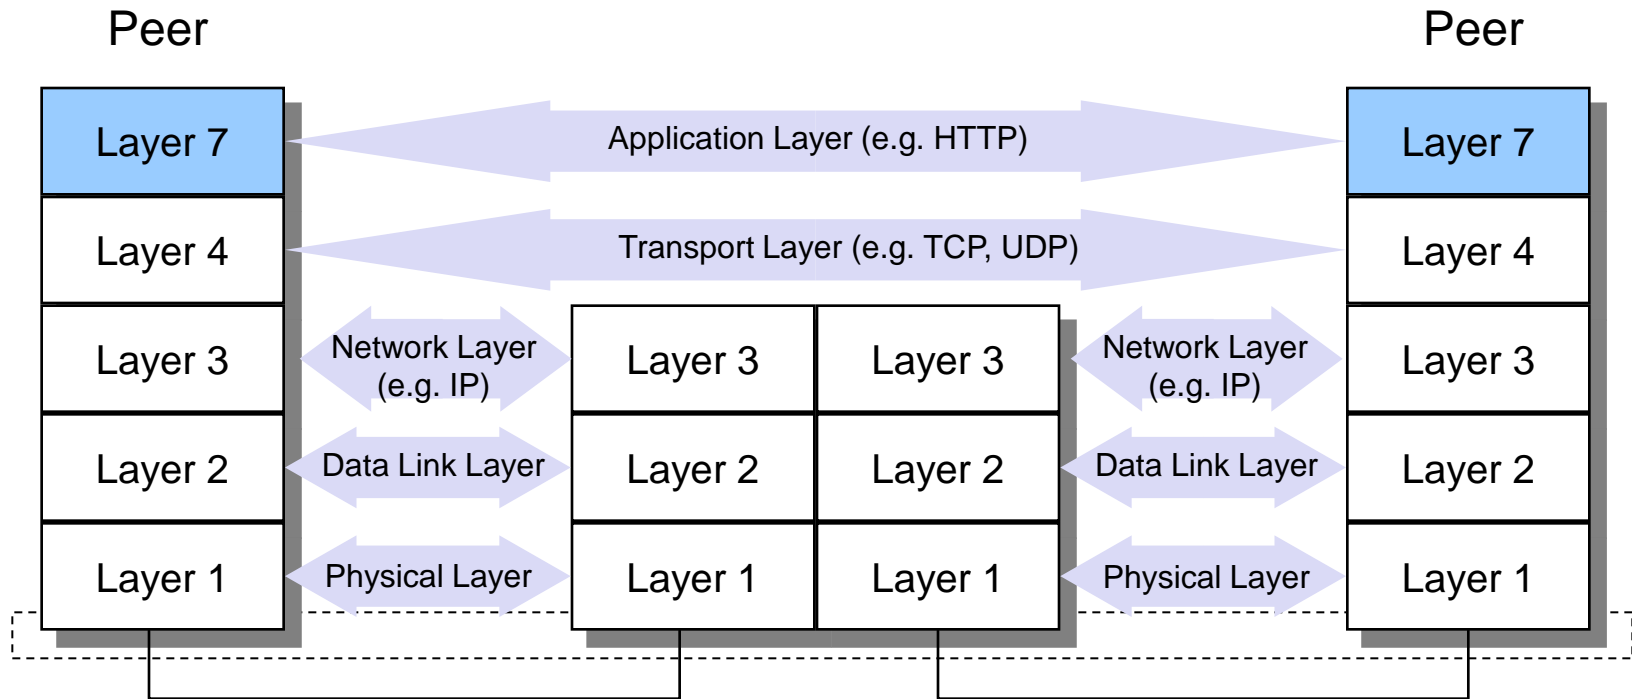 Peer
Peer
Layer 7
Application Layer (e.g. HTTP)
Layer 7
Layer 4
Transport Layer (e.g. TCP, UDP)
Layer 4
Layer 3
Network Layer
(e.g. IP)
Layer 3
Layer 3
Network Layer
(e.g. IP)
Layer 3
Layer 2
Data Link Layer
Layer 2
Layer 2
Data Link Layer
Layer 2
Layer 1
Physical Layer
Layer 1
Layer 1
Physical Layer
Layer 1